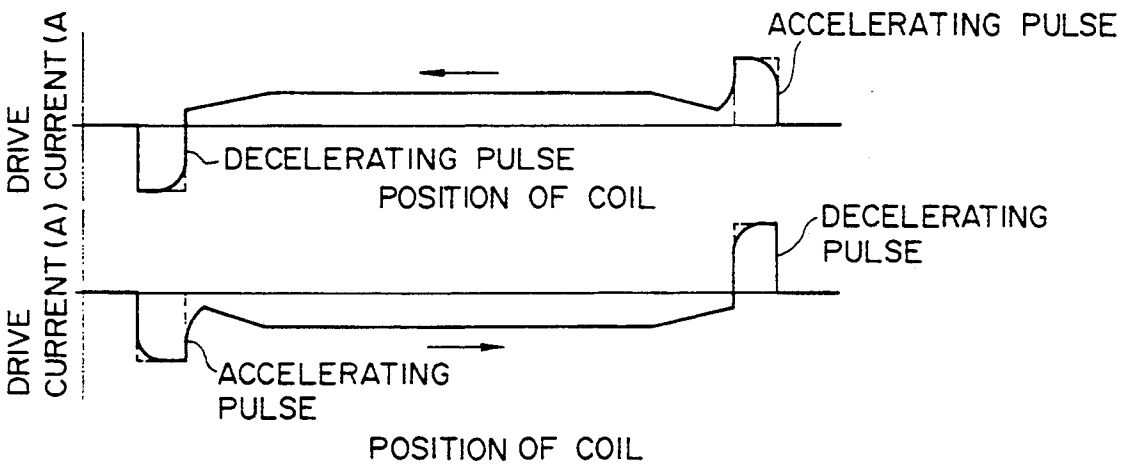 ACCELERATING PULSE
DRIVE
CURRENT (A
DECELERATING PULSE
POSITION OF COIL
DECELERATING
PULSE
DRIVE
CURRENT (A)
ACCELERATING
PULSE
POSITION OF COIL